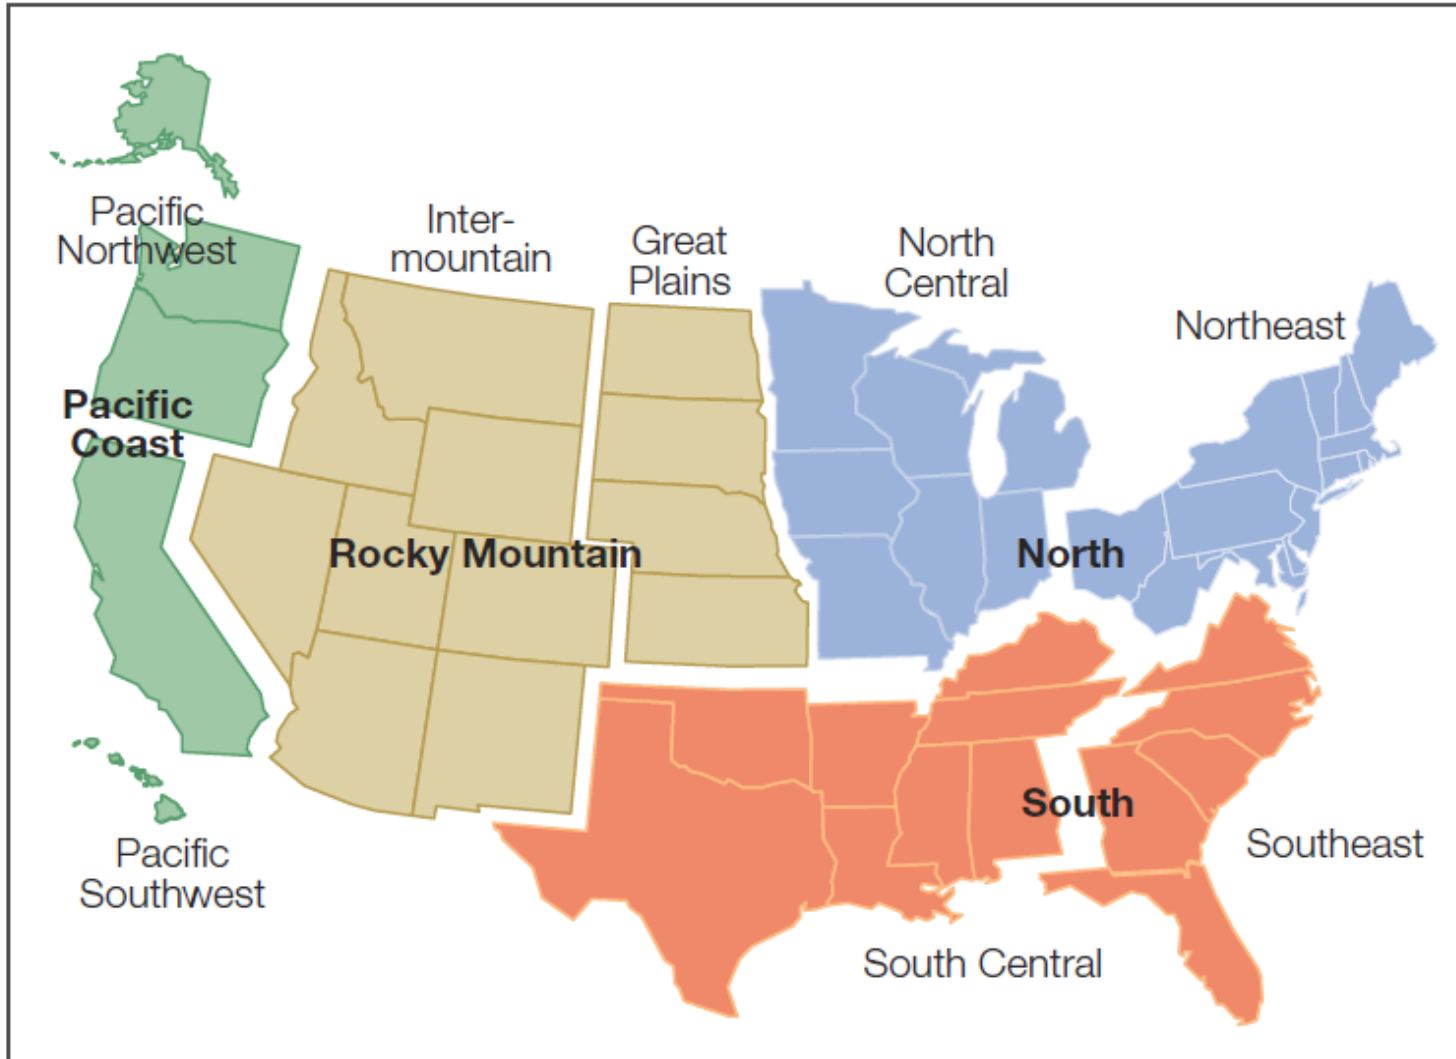 Pacific
Northwest
Inter-
mountain
Great
Plains
North
Central
Northeast
Pacific
Coast
Rocky Mountain
North
South
Pacific
Southwest
Southeast
South Central